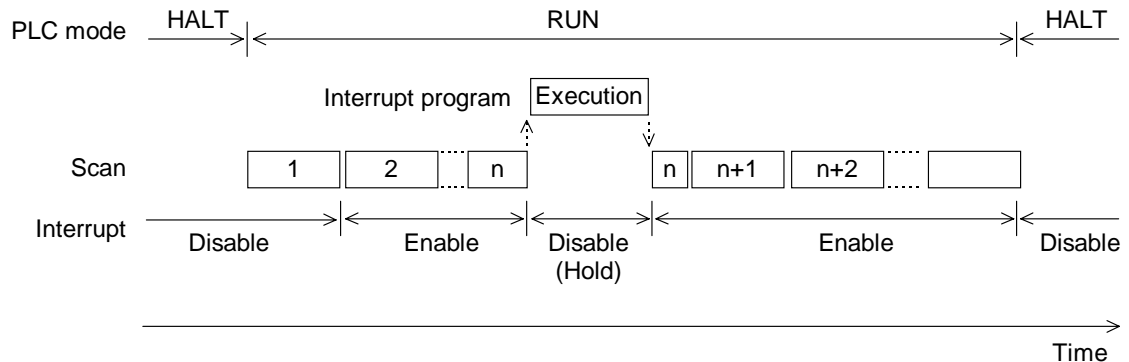 PLC mode HALT RUN HALT
Interrupt program Execution
Scan 1 2 n n n+1 n+2
Interrupt
Disable Enable Disable Enable Disable
(Hold)
Time